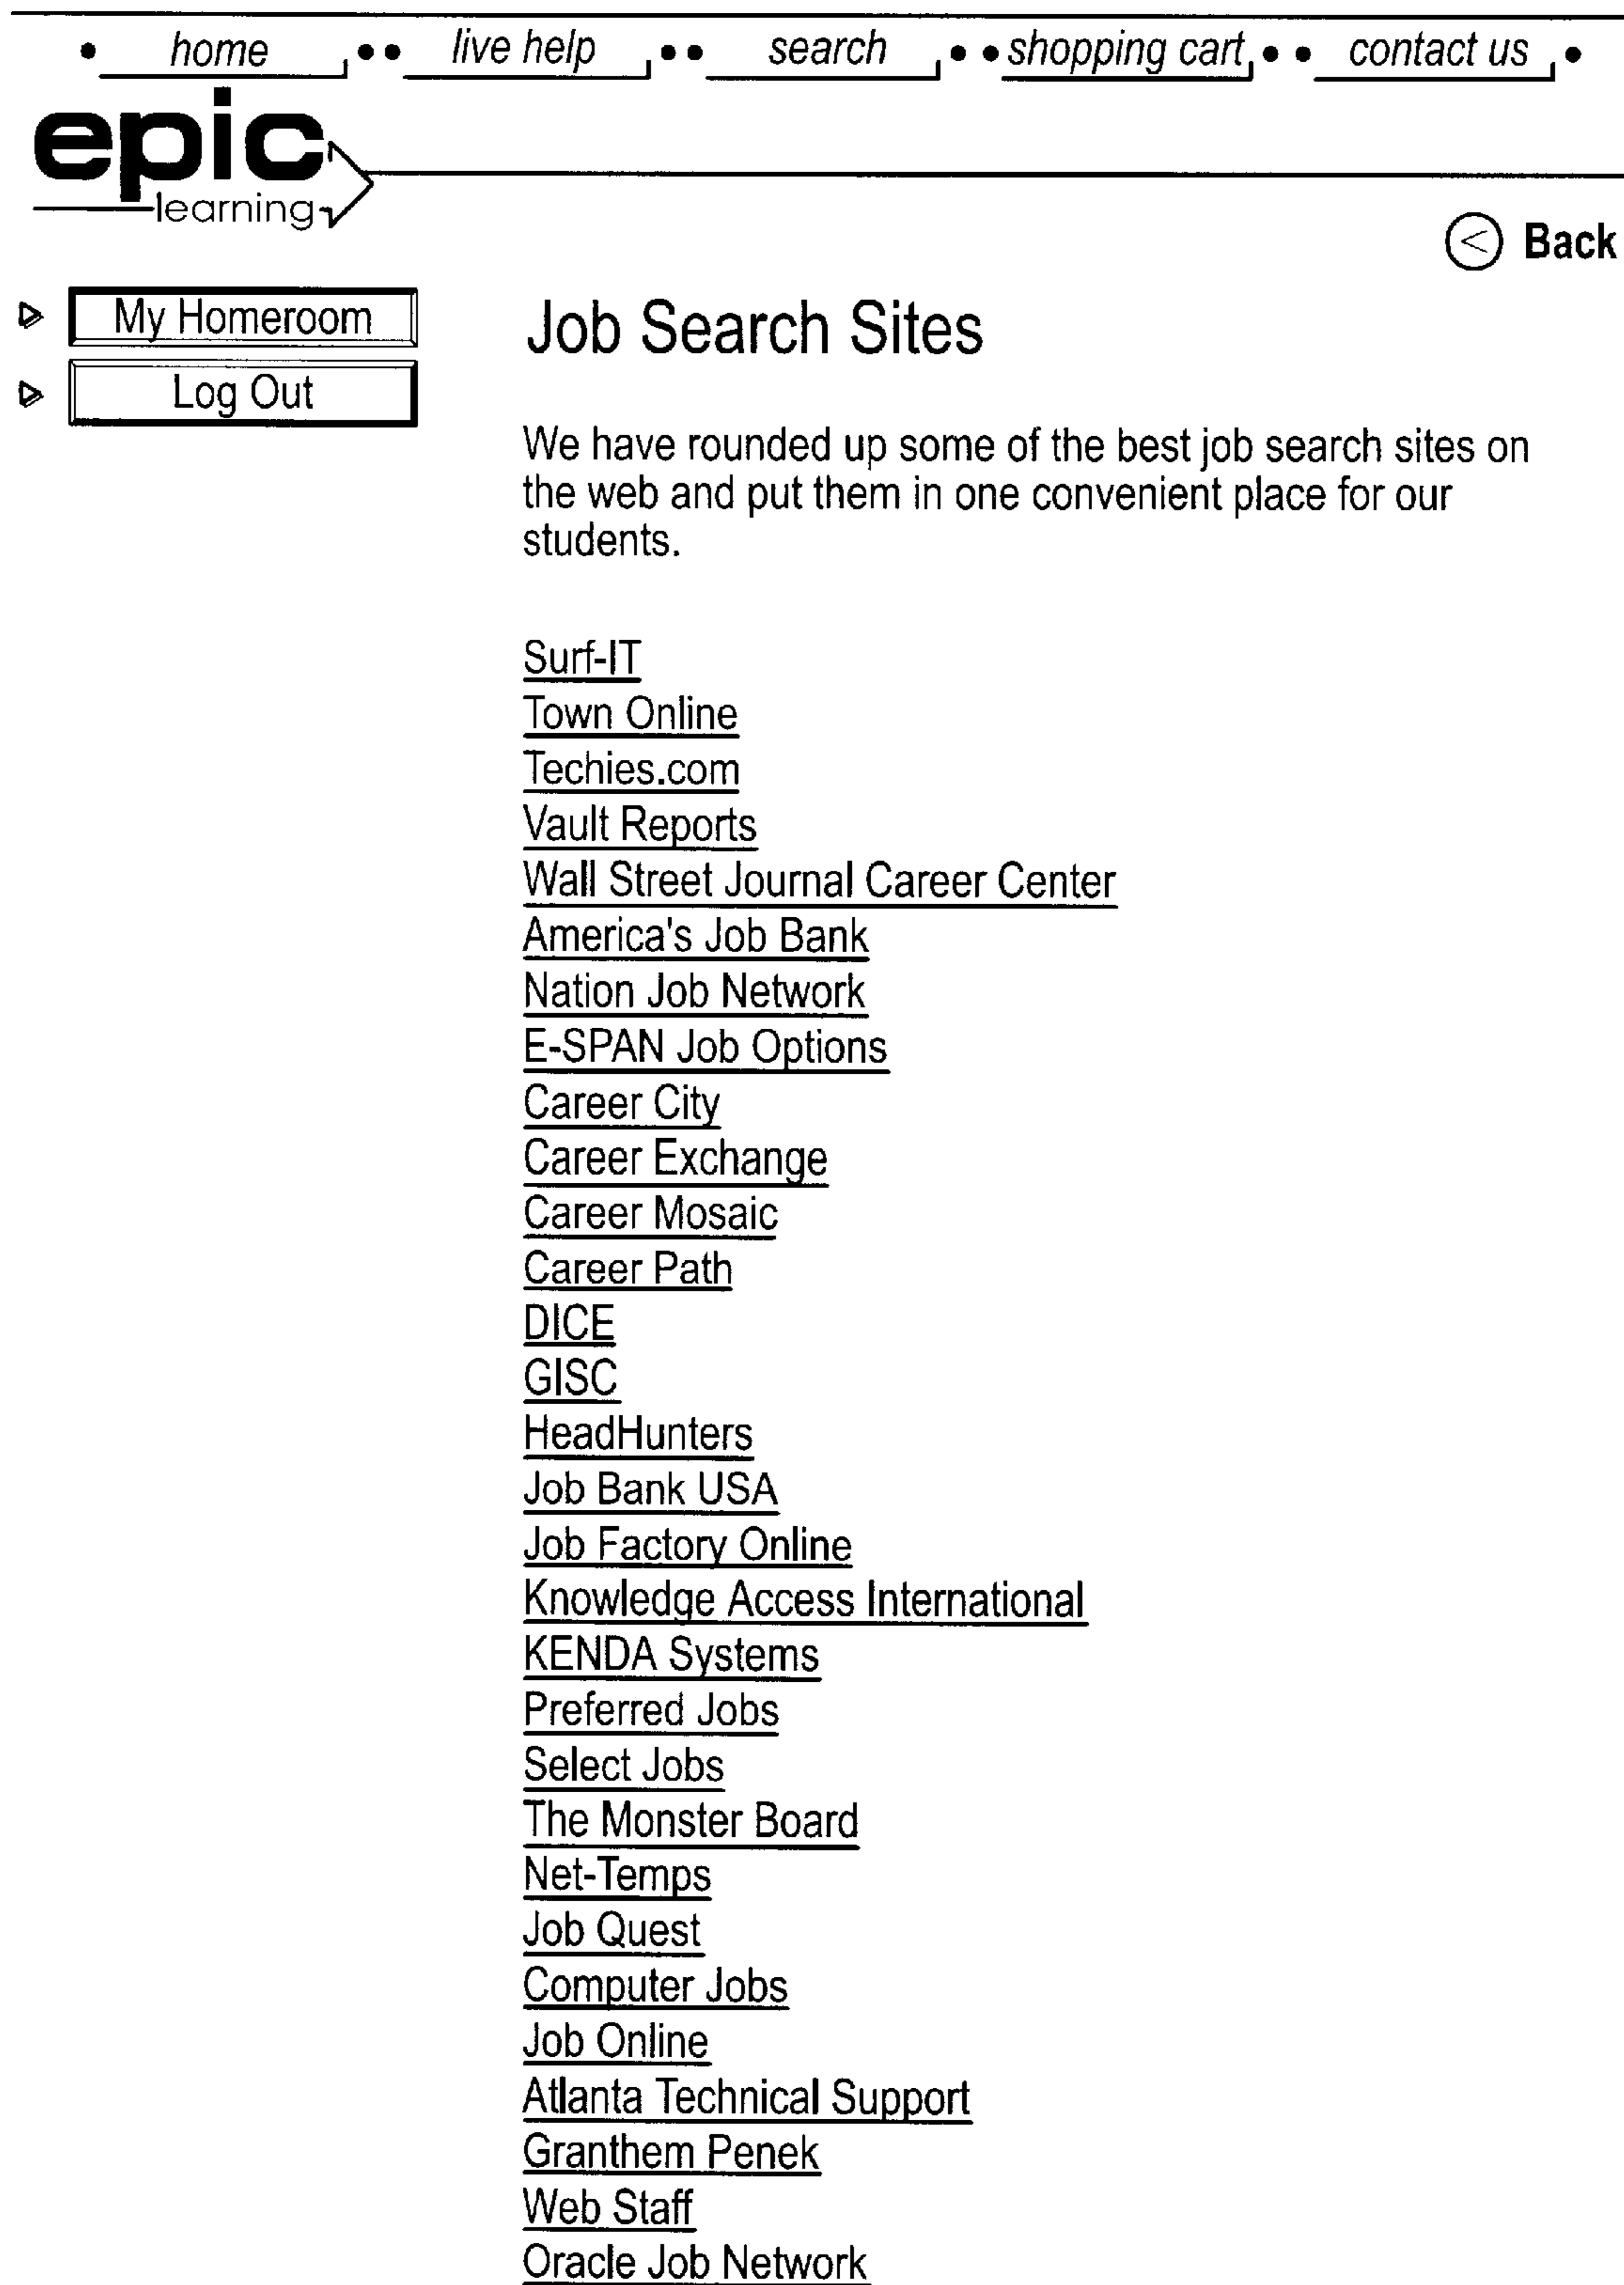 home live help search shopping cart contact us
epic
learning
< Back
My Homeroom
Log Out
Job Search Sites
We have rounded up some of the best job search sites on
the web and put them in one convenient place for our
students.
Surf-IT
Town Online
Techies.com
Vault Reports
Wall Street Journal Career Center
America's Job Bank
Nation Job Network
E-SPAN Job Options
Career City
Career Exchange
Career Mosaic
Career Path
DICE
GISC
HeadHunters
Job Bank USA
Job Factory Online
Knowledge Access International
KENDA Systems
Preferred Jobs
Select Jobs
The Monster Board
Net-Temps
Job Quest
Computer Jobs
Job Online
Atlanta Technical Support
Granthem Penek
Web Staff
Oracle Job Network